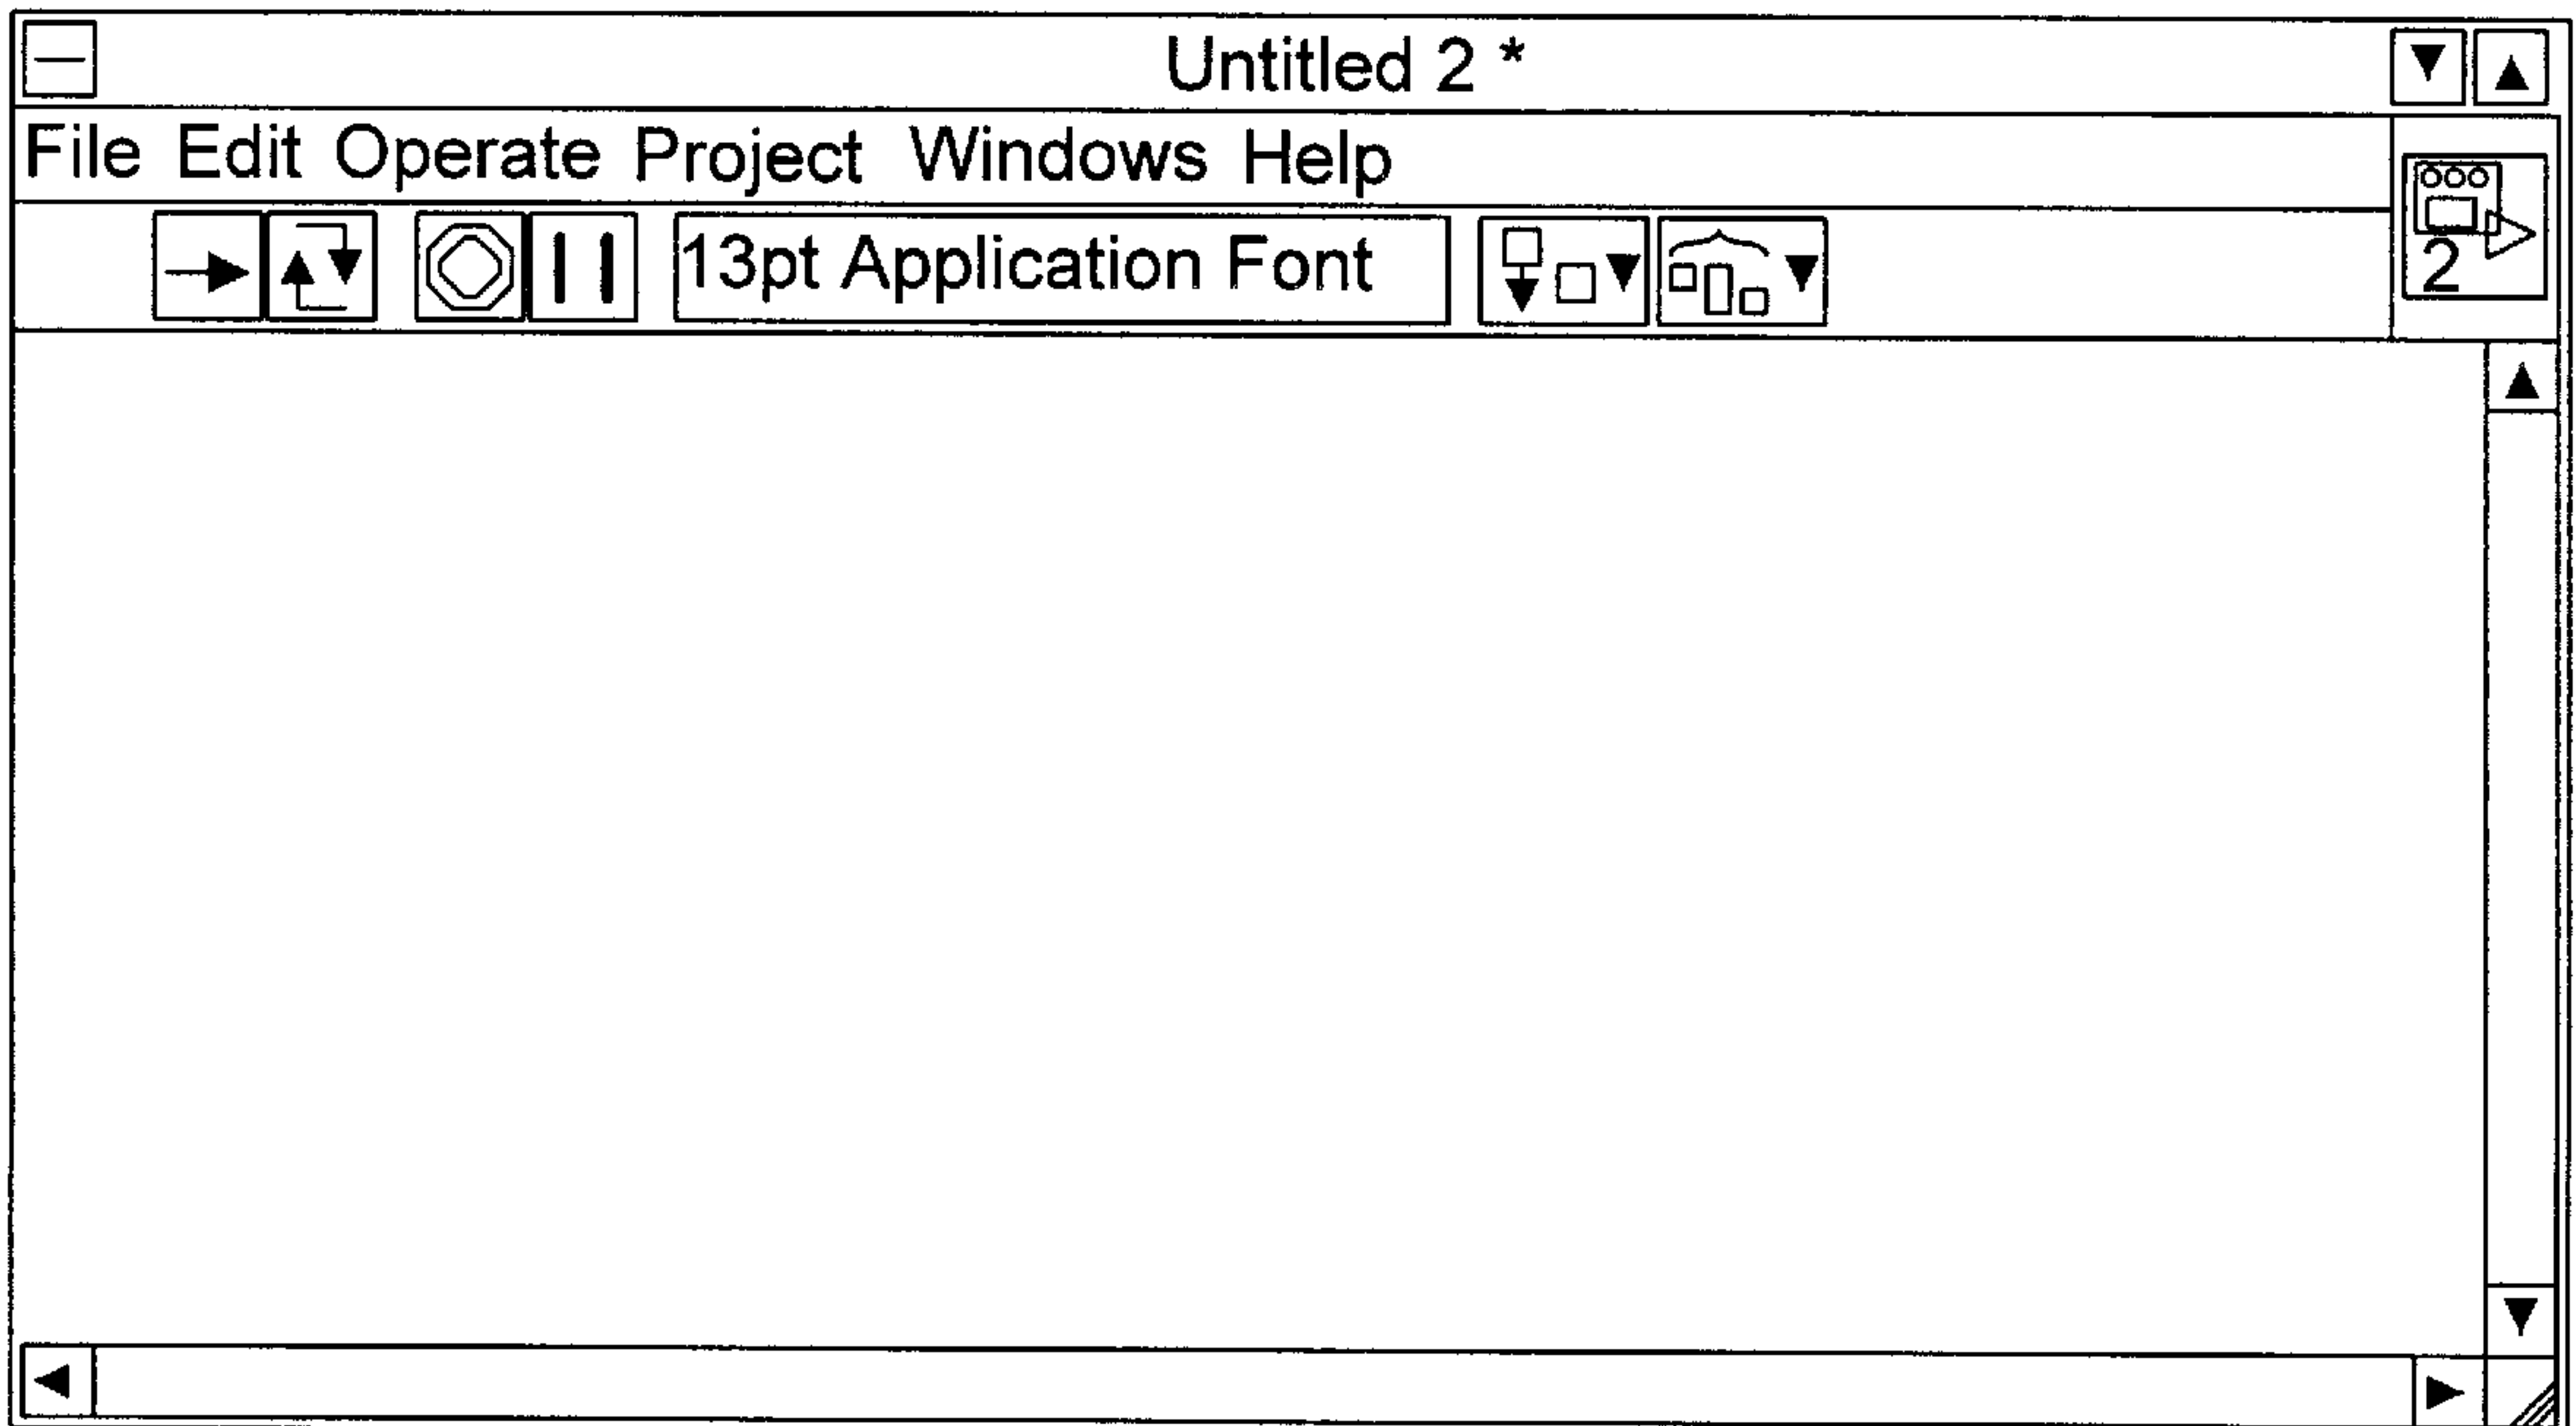 Untitled 2 *
File Edit Operate Project Windows Help
13pt Application Font
2